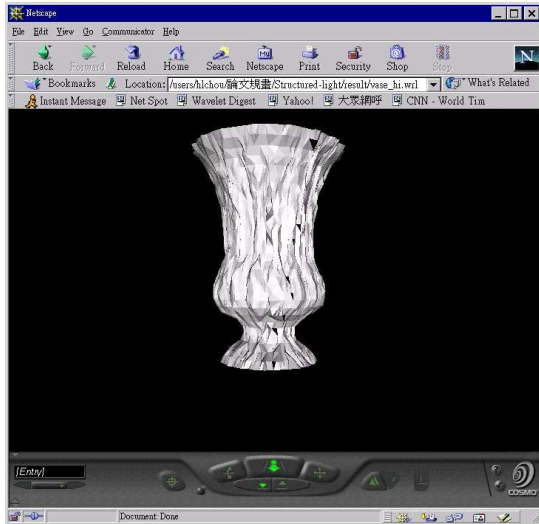 Netscape
File Edit View Go Communicator Help
Back Forward Reload Home Search Netscape Print Security Shop Stop
Bookmarks Location: /users/hlchou/論文規畫/Structured-light/result/vase_hi.wrl What's Related
Instant Message Net Spot Wavelet Digest Yahoo! 大眾網呼 CNN - World Tim
[Entry]
COSMO
Document: Done